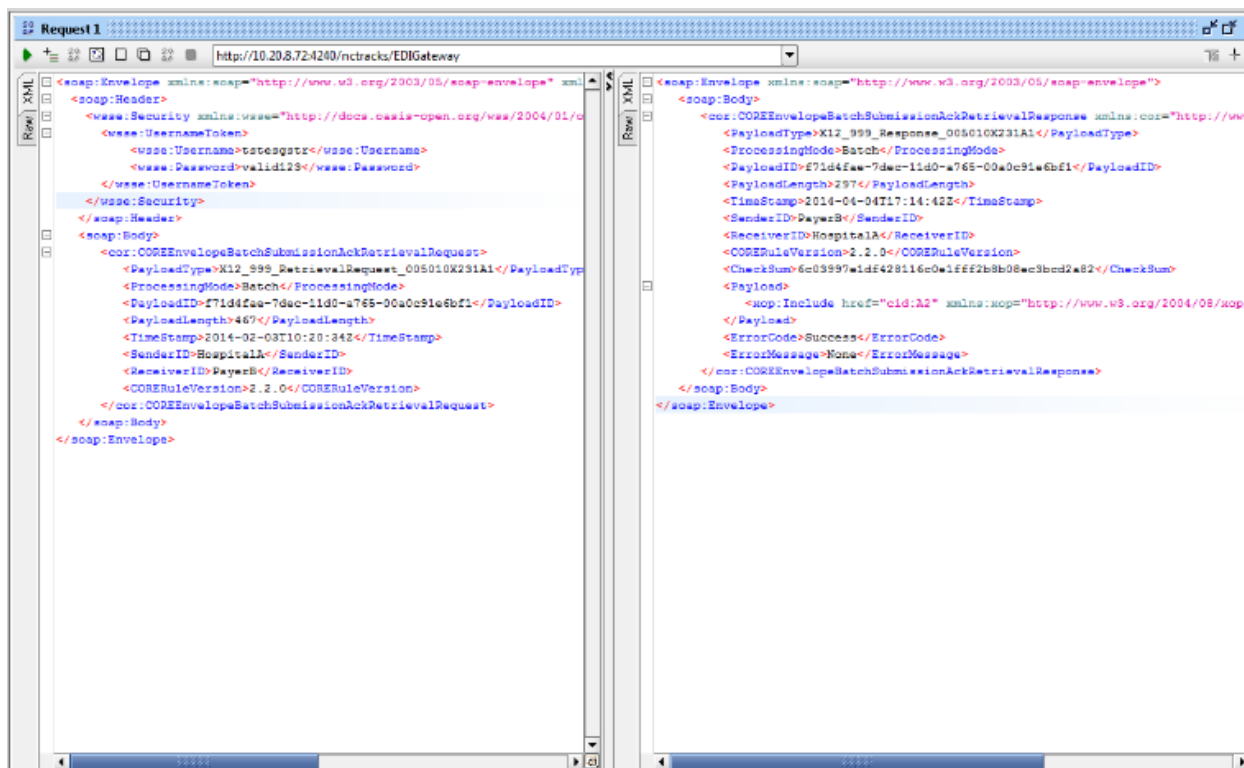 Request 1
http://10.20.8.72:4240/nctracks/EDIGateway
XML
Raw
<soap:Envelope xmlns:soap="http://www.w3.org/2003/05/soap-envelope" xml
<soap:Header>
<wsse:Security xmlns:wsse="http://docs.oasis-open.org/wss/2004/01/o
<wsse:UsernameToken>
<wsse:Username>tstesgstr</wsse:Username>
<wsse:Password>valid123</wsse:Password>
</wsse:UsernameToken>
</wsse:Security>
</soap:Header>
<soap:Body>
<cor:COREEnvelopeBatchSubmissionAckRetrievalRequest>
<PayloadType>X12_999_RetrievalRequest_005010X231A1</PayloadTyp
<ProcessingMode>Batch</ProcessingMode>
<PayloadID>f71d4fae-7dec-11d0-a765-00a0c91e6bf1</PayloadID>
<PayloadLength>467</PayloadLength>
<TimeStamp>2014-02-03T10:20:34Z</TimeStamp>
<SenderID>HospitalA</SenderID>
<ReceiverID>PayerB</ReceiverID>
<CORERuleVersion>2.2.0</CORERuleVersion>
</cor:COREEnvelopeBatchSubmissionAckRetrievalRequest>
</soap:Body>
</soap:Envelope>
XML
Raw
<soap:Envelope xmlns:soap="http://www.w3.org/2003/05/soap-envelope">
<soap:Body>
<cor:COREEnvelopeBatchSubmissionAckRetrievalResponse xmlns:cor="http://ww
<PayloadType>X12_999_Response_005010X231A1</PayloadType>
<ProcessingMode>Batch</ProcessingMode>
<PayloadID>f71d4fae-7dec-11d0-a765-00a0c91e6bf1</PayloadID>
<PayloadLength>297</PayloadLength>
<TimeStamp>2014-04-04T17:14:42Z</TimeStamp>
<SenderID>PayerB</SenderID>
<ReceiverID>HospitalA</ReceiverID>
<CORERuleVersion>2.2.0</CORERuleVersion>
<CheckSum>6c03997e1df428116c0e1fff2b8b08ec3bcd2a82</CheckSum>
<Payload>
<xop:Include href="cid:A2" xmlns:xop="http://www.w3.org/2004/08/xop
</Payload>
<ErrorCode>Success</ErrorCode>
<ErrorMessage>None</ErrorMessage>
</cor:COREEnvelopeBatchSubmissionAckRetrievalResponse>
</soap:Body>
</soap:Envelope>